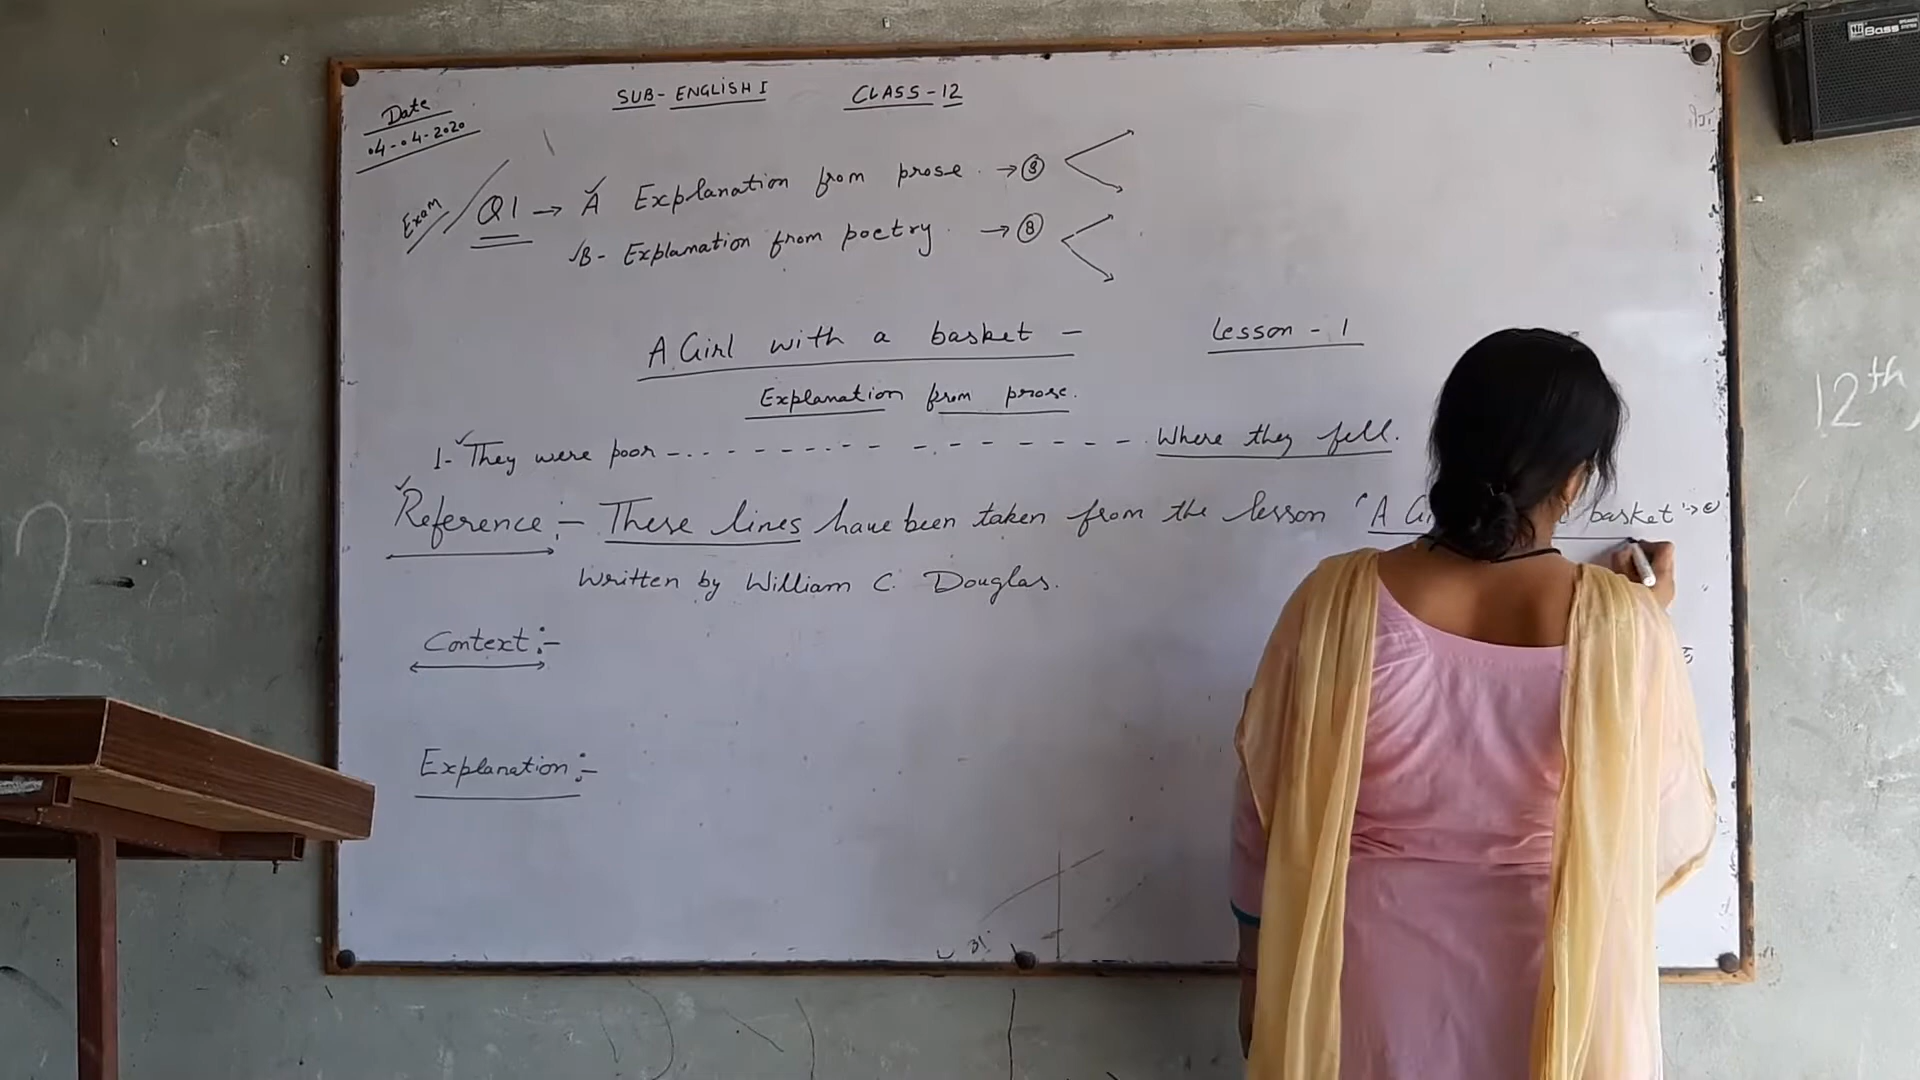 SUB- ENGLISH I CLASS-12
Date
04-04-2020
Exam Q1 → A Explanation from prose. → 8
B- Explanation from poetry. → 8
A Girl with a basket - Lesson - 1
Explanation from prose.
1- They were poor ------------------ Where they fell.
Reference:- These lines have been taken from the lesson 'A Gi basket'
Written by William C. Douglas.
Context:-
Explanation:-
12th
Bass